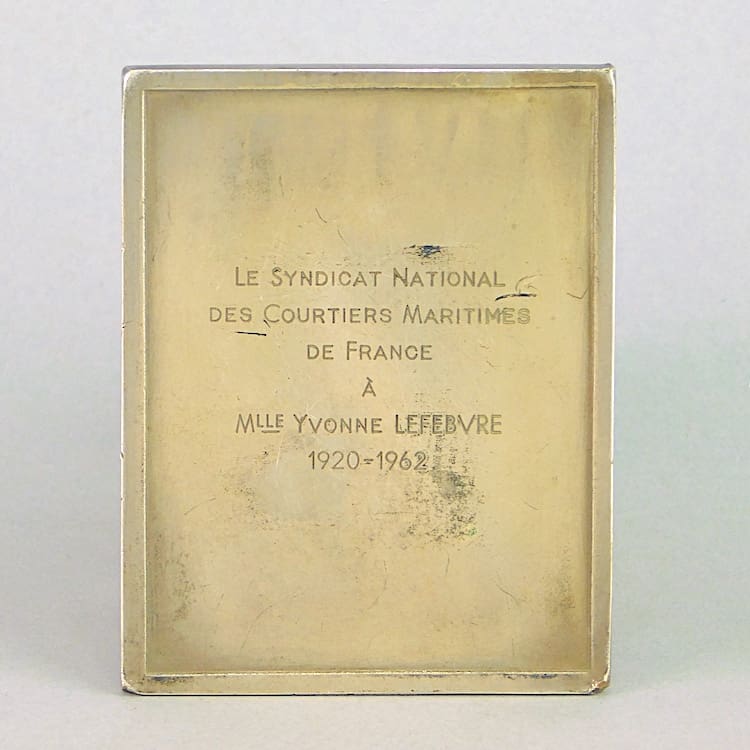 LE SYNDICAT NATIONAL
DES COURTIERS MARITIMES
DE FRANCE
À
MLLE YVONNE LEFEBVRE
1920-1962